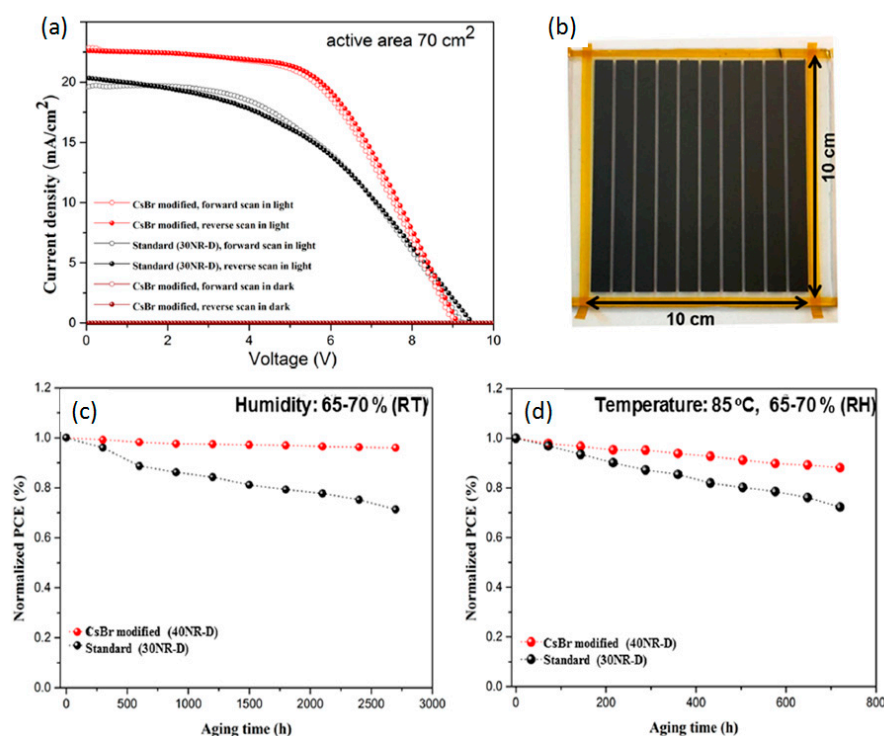 (a)
active area 70 cm²
25
20
15
10
5
0
Current density (mA/cm²)
CsBr modified, forward scan in light
CsBr modified, reverse scan in light
Standard (30NR-D), forward scan in light
Standard (30NR-D), reverse scan in light
CsBr modified, forward scan in dark
CsBr modified, reverse scan in dark
0 2 4 6 8 10
Voltage (V)
(b)
10 cm
10 cm
(c)
Humidity: 65-70 % (RT)
1.2
1.0
0.8
0.6
0.4
0.2
0.0
Normalized PCE (%)
CsBr modified (40NR-D)
Standard (30NR-D)
0 500 1000 1500 2000 2500 3000
Aging time (h)
(d)
Temperature: 85 °C, 65-70 % (RH)
1.2
1.0
0.8
0.6
0.4
0.2
0.0
Normalized PCE (%)
CsBr modified (40NR-D)
Standard (30NR-D)
0 200 400 600 800
Aging time (h)